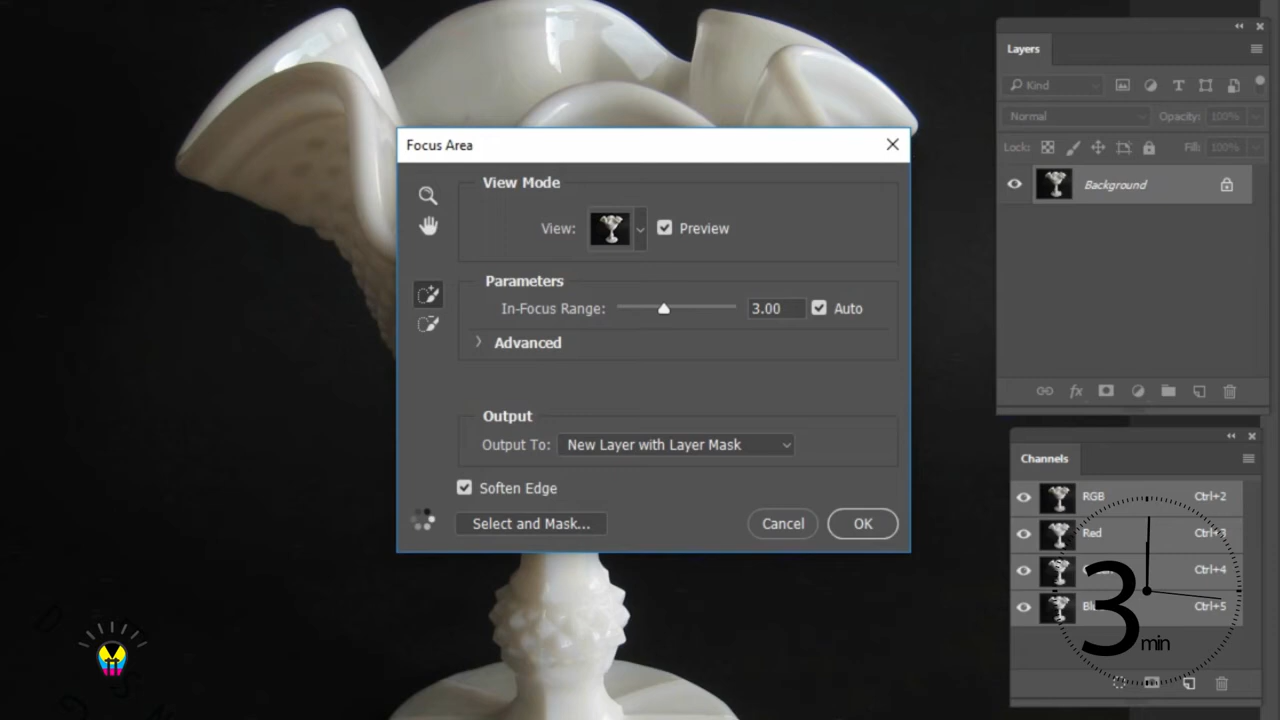 Focus Area
View Mode
View:
Preview
Parameters
In-Focus Range:
3.00
Auto
Advanced
Output
Output To:
New Layer with Layer Mask
Soften Edge
Select and Mask...
Cancel
OK
Layers
Kind
Normal
Opacity:
100%
Lock:
Fill:
100%
Background
Channels
RGB
Ctrl+2
Red
Ctrl+3
Ctrl+4
Ctrl+5
3
min